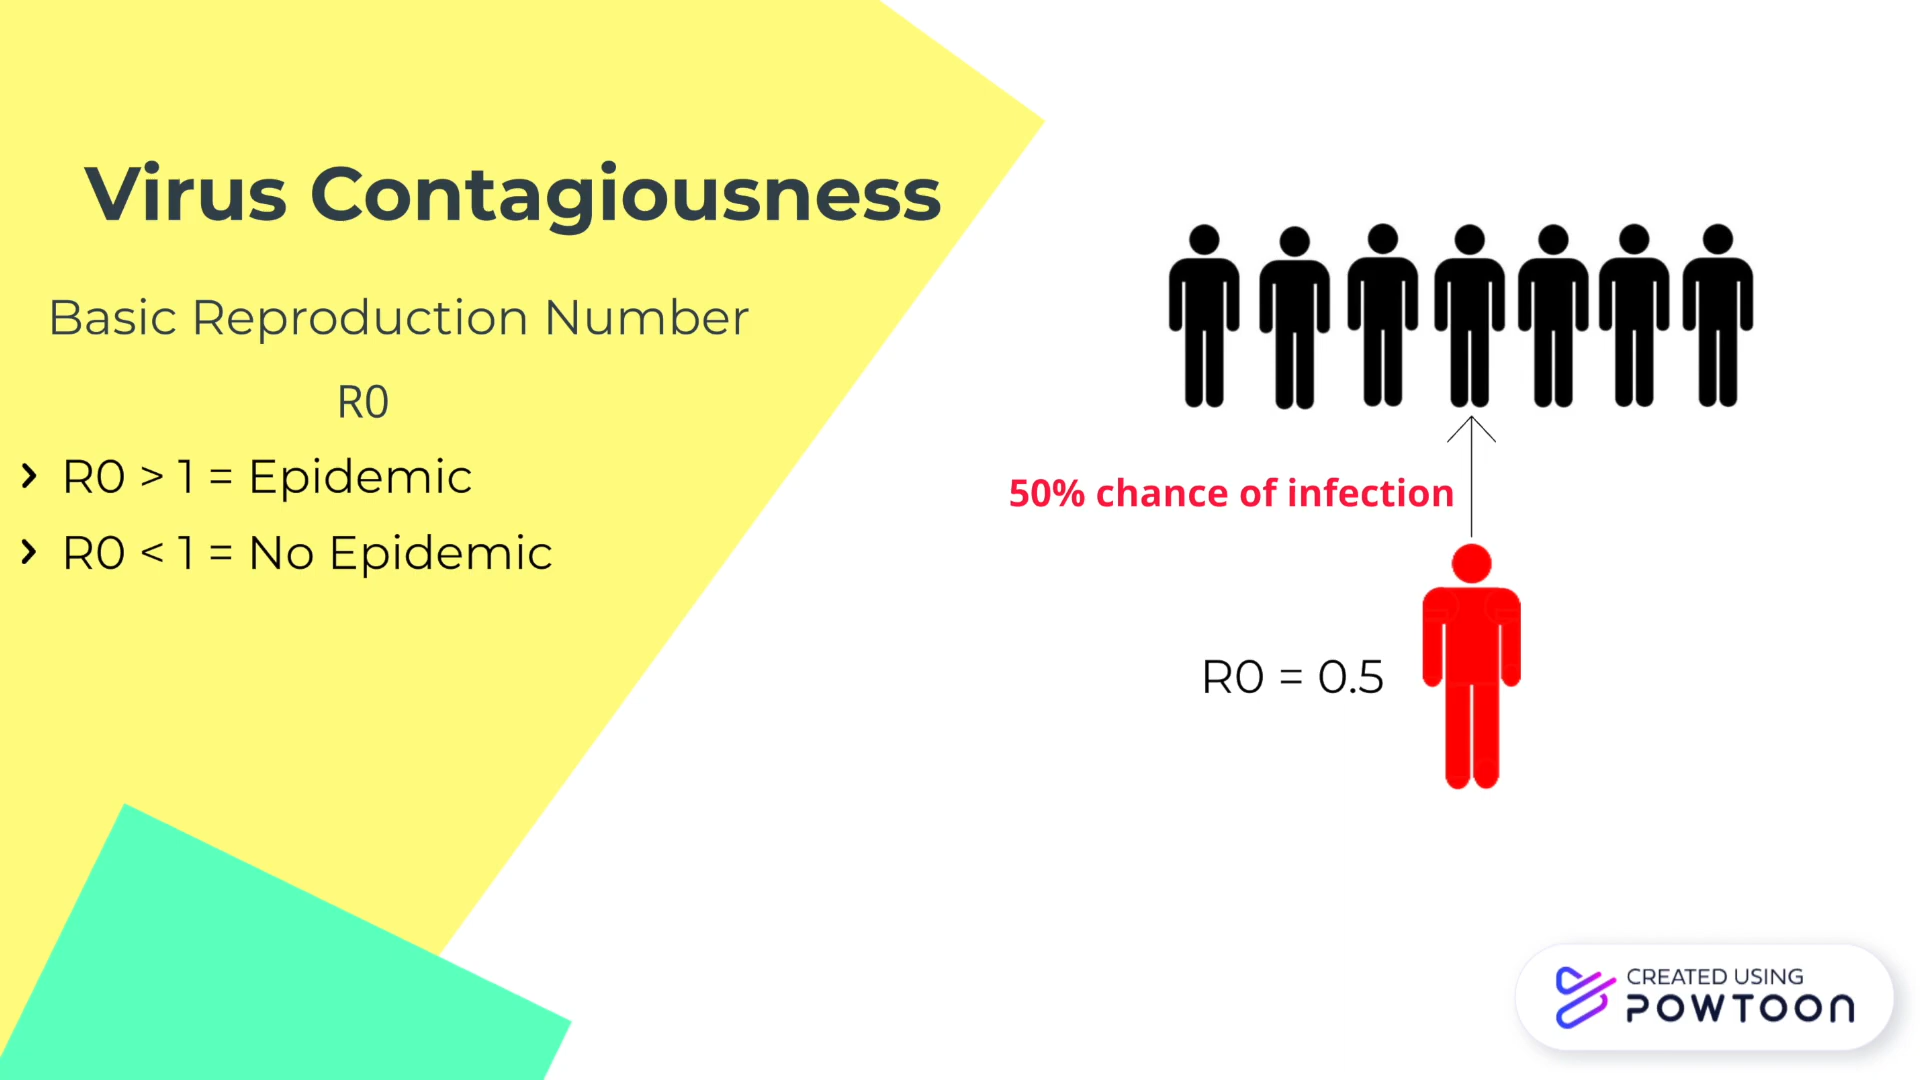 Virus Contagiousness
Basic Reproduction Number
R0
R0 > 1 = Epidemic
R0 < 1 = No Epidemic
50% chance of infection
R0 = 0.5
CREATED USING
POWTOON